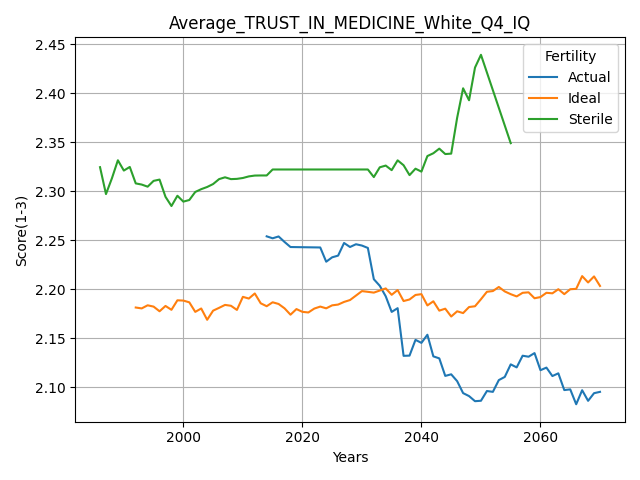 Average_TRUST_IN_MEDICINE_White_Q4_IQ
Score(1-3)
2.45
2.40
2.35
2.30
2.25
2.20
2.15
2.10
Fertility
Actual
Ideal
Sterile
2000 2020 2040 2060
Years